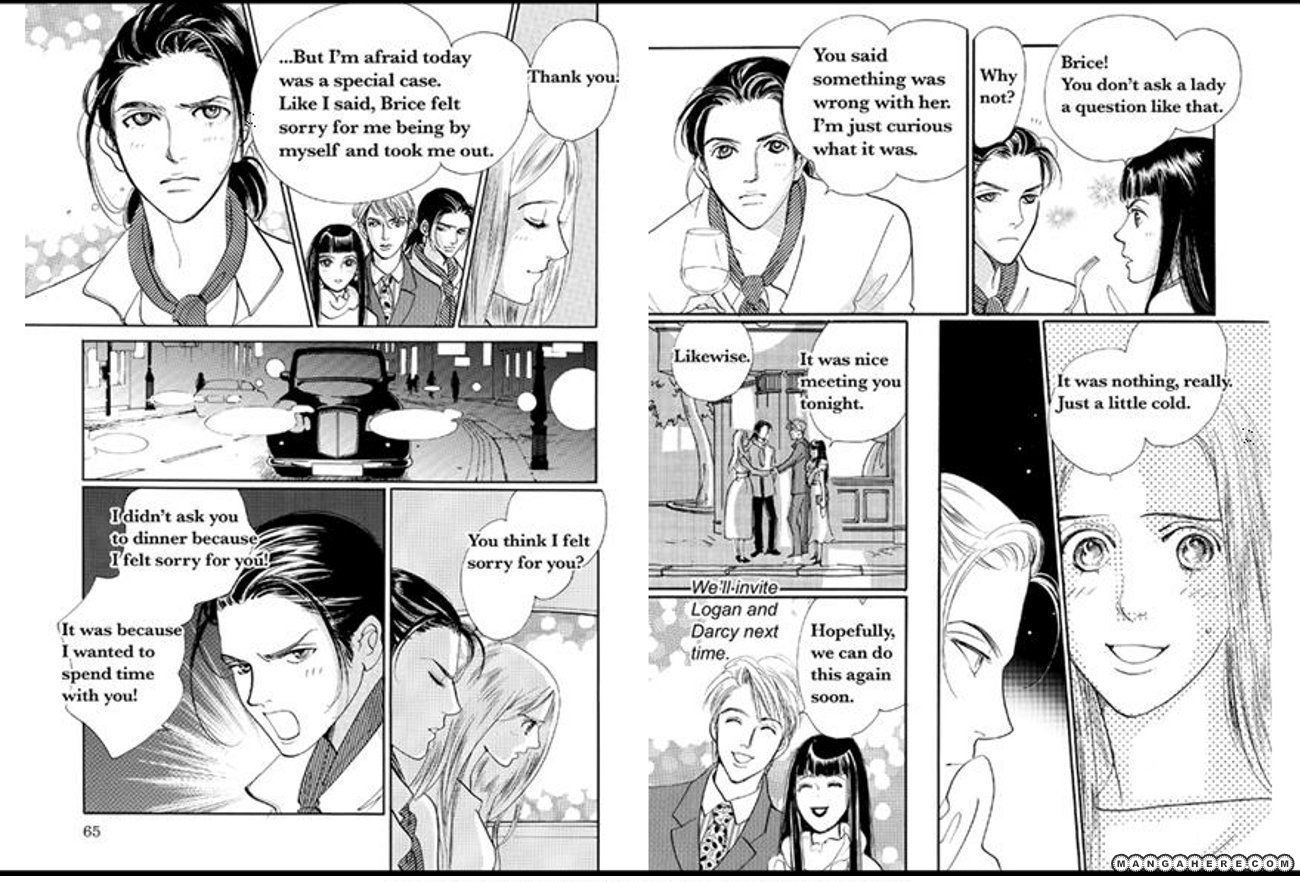 Brice!
You don't ask a lady
a question like that.
Why
not?
You said
something was
wrong with her.
I'm just curious
what it was.
It was nothing, really.
Just a little cold.
It was nice
meeting you
tonight.
Likewise.
Hopefully,
we can do
this again
soon.
We'll invite
Logan and
Darcy next
time.
Thank you.
...But I'm afraid today
was a special case.
Like I said, Brice felt
sorry for me being by
myself and took me out.
You think I felt
sorry for you?
I didn't ask you
to dinner because
I felt sorry for you!
It was because
I wanted to
spend time
with you!
65
MANGAHERE.COM